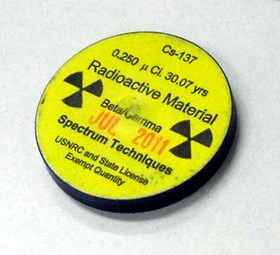 Cs-137
0.250 μ Ci, 30.07 yrs
Radioactive Material
Beta/Gamma
JUL 2011
Spectrum Techniques
USNRC and State License
Exempt Quantity